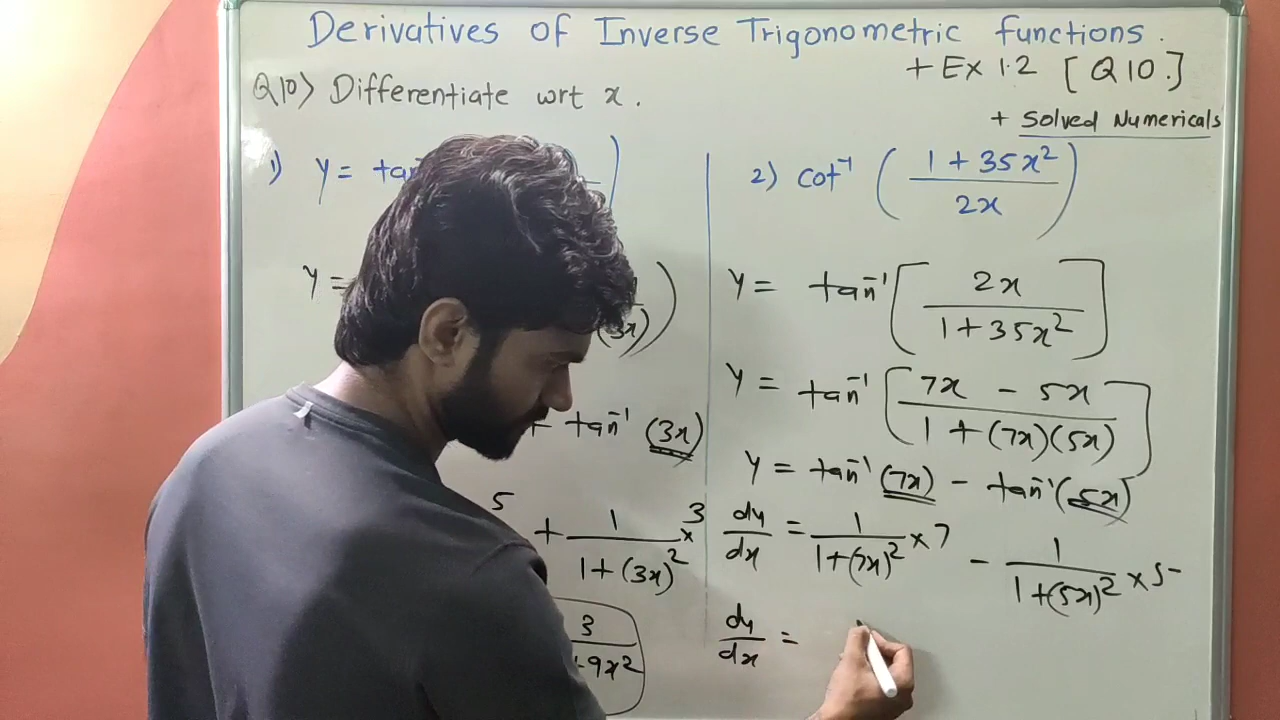 Derivatives of Inverse Trigonometric functions.
+ Ex 1.2 [Q10.]
Q10> Differentiate wrt x.
+ Solved Numericals
1) y =
2) cot⁻¹ ( (1 + 35x²) / 2x )
y =
(3x))
y = tan⁻¹ [ 2x / (1 + 35x²) ]
y = tan⁻¹ [ (7x - 5x) / (1 + (7x)(5x)) ]
+ tan⁻¹ (3x)
y = tan⁻¹ (7x) - tan⁻¹ (5x)
5 + 1 / (1 + (3x)²) × 3
dy/dx = 1 / (1+(7x)²) × 7 - 1 / (1+(5x)²) × 5
3 / +9x²
dy/dx =